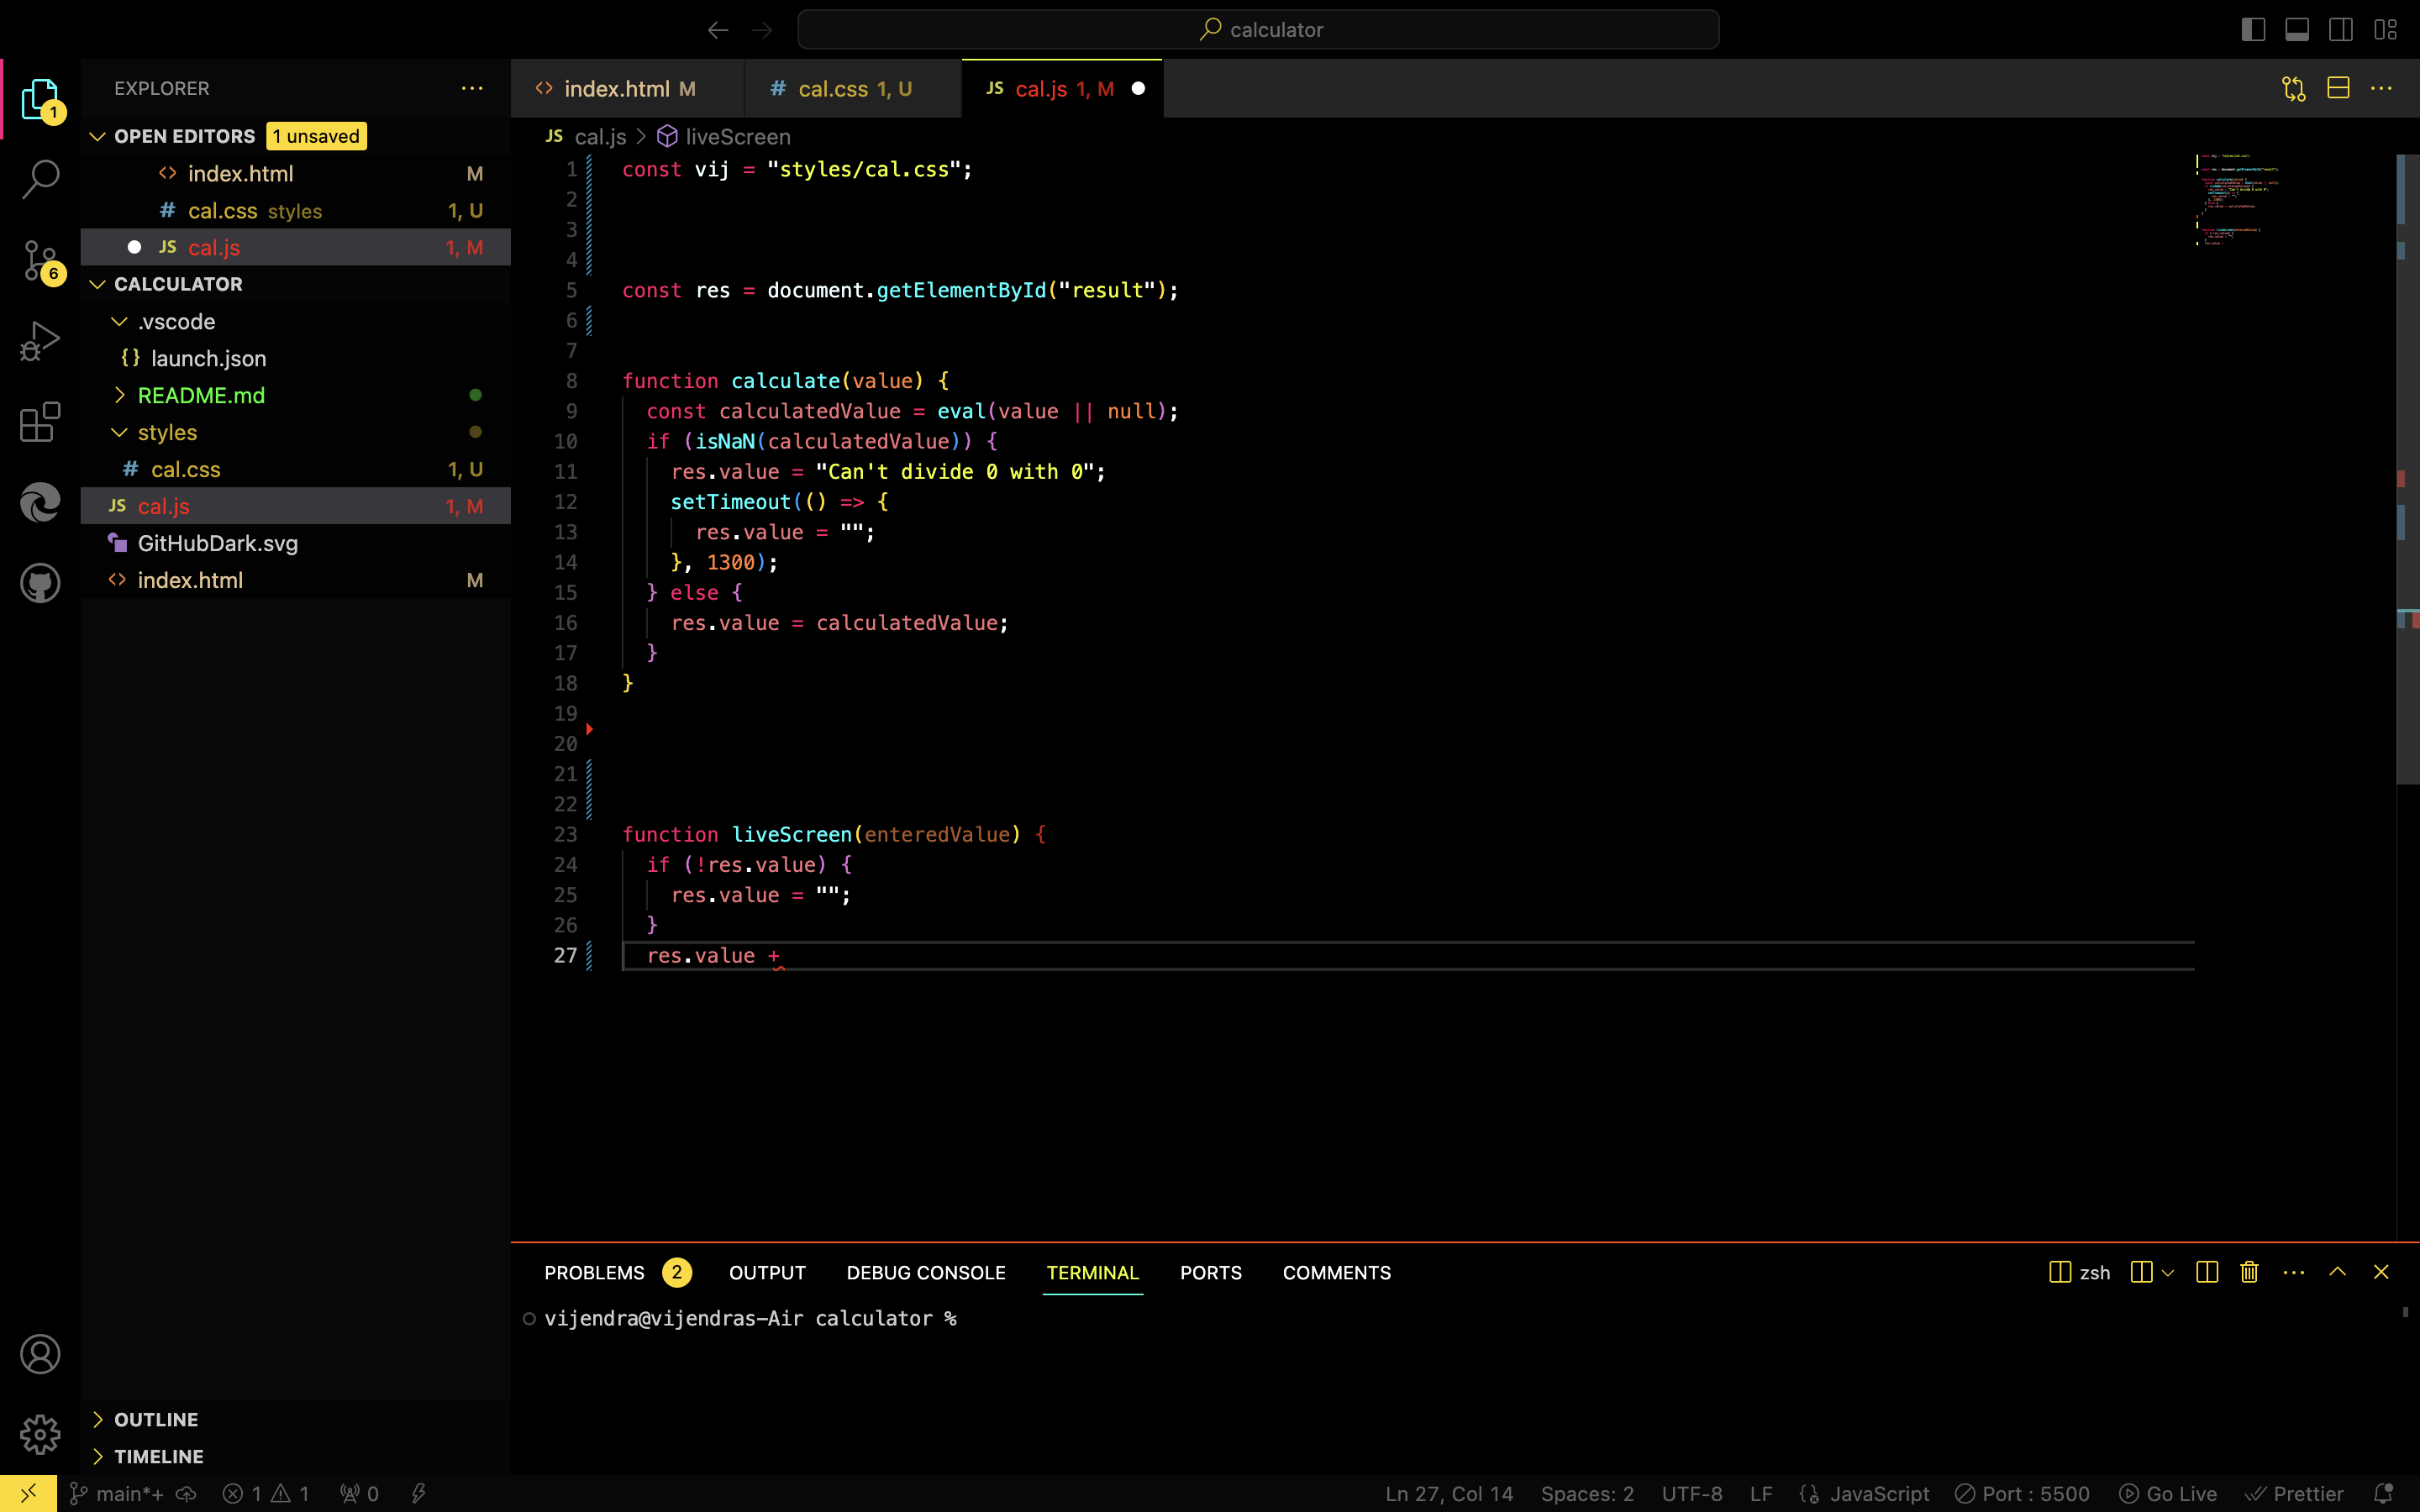 calculator
EXPLORER
1
OPEN EDITORS 1 unsaved
index.html M
cal.css styles 1, U
JS cal.js 1, M
6
CALCULATOR
.vscode
{} launch.json
README.md
styles
# cal.css 1, U
JS cal.js 1, M
GitHubDark.svg
<> index.html M
OUTLINE
TIMELINE
<> index.html M
# cal.css 1, U
JS cal.js 1, M
JS cal.js > liveScreen
1 const vij = "styles/cal.css";
2
3
4
5 const res = document.getElementById("result");
6
7
8 function calculate(value) {
9 const calculatedValue = eval(value || null);
10 if (isNaN(calculatedValue)) {
11 res.value = "Can't divide 0 with 0";
12 setTimeout(() => {
13 res.value = "";
14 }, 1300);
15 } else {
16 res.value = calculatedValue;
17 }
18 }
19
20
21
22
23 function liveScreen(enteredValue) {
24 if (!res.value) {
25 res.value = "";
26 }
27 res.value +
PROBLEMS 2 OUTPUT DEBUG CONSOLE TERMINAL PORTS COMMENTS
zsh
vijendra@vijendras-Air calculator %
main*+ 1 1 0
Ln 27, Col 14 Spaces: 2 UTF-8 LF JavaScript Port : 5500 Go Live Prettier